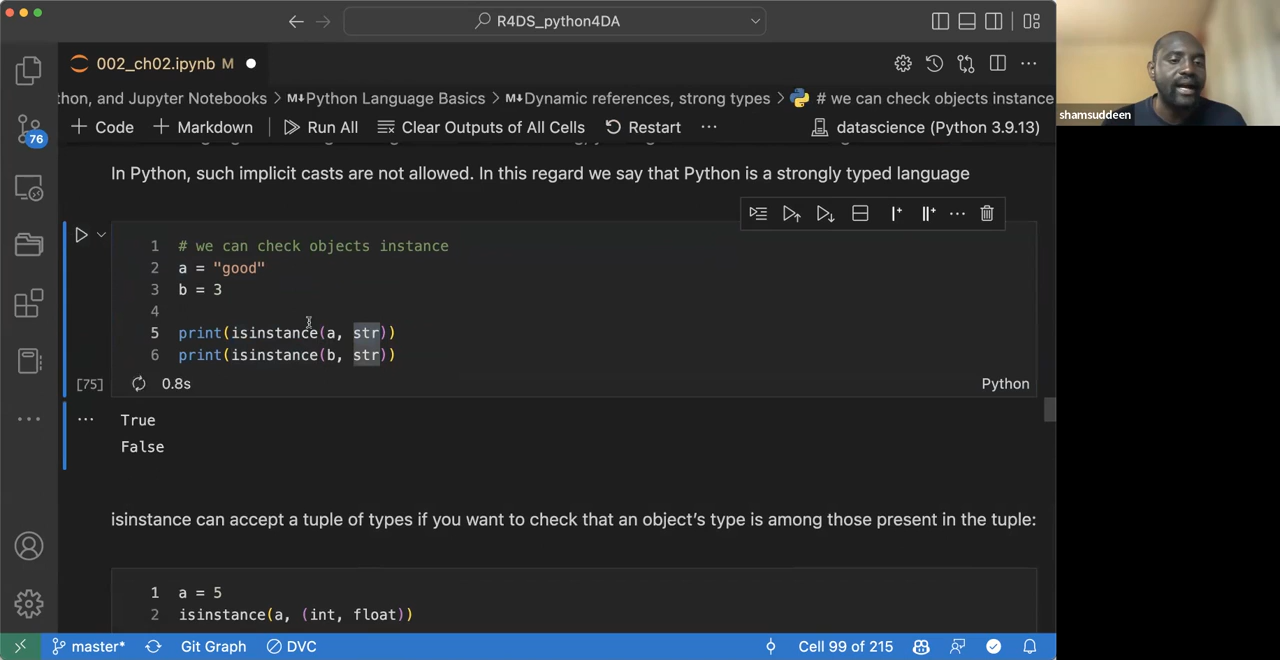 R4DS_python4DA
002_ch02.ipynb M
thon, and Jupyter Notebooks > M↓Python Language Basics > M↓Dynamic references, strong types > # we can check objects instance
+ Code + Markdown Run All Clear Outputs of All Cells Restart ... datascience (Python 3.9.13)
shamsuddeen
76
In Python, such implicit casts are not allowed. In this regard we say that Python is a strongly typed language
1 # we can check objects instance
2 a = "good"
3 b = 3
4
5 print(isinstance(a, str))
6 print(isinstance(b, str))
[75] 0.8s Python
True
False
isinstance can accept a tuple of types if you want to check that an object’s type is among those present in the tuple:
1 a = 5
2 isinstance(a, (int, float))
master* Git Graph DVC Cell 99 of 215